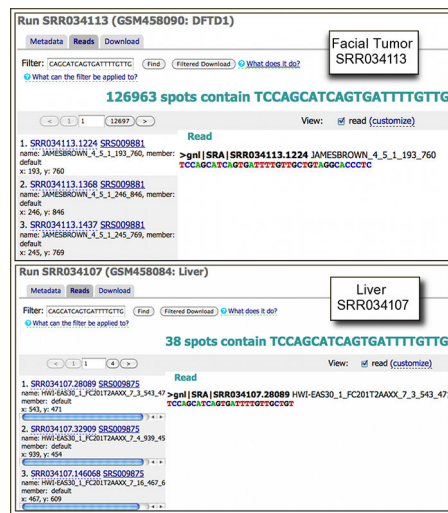 Run SRR034113 (GSM458090: DFTD1)
Metadata Reads Download
Facial Tumor
SRR034113
Filter: CAGCATCAGTGATTTTGTTG Find Filtered Download What does it do?
What can the filter be applied to?
126963 spots contain TCCAGCATCAGTGATTTTGTTG
< 1 1 12697 > View: read (customize)
Read
1. SRR034113.1224 SRS009881
name: JAMESBROWN_4_5_1_193_760, member:
default
x: 193, y: 760
>gnl|SRA|SRR034113.1224 JAMESBROWN_4_5_1_193_760
TCCAGCATCAGTGATTTTGTTGCTGTAGGCACCCTC
2. SRR034113.1368 SRS009881
name: JAMESBROWN_4_5_1_246_846, member:
default
x: 246, y: 846
3. SRR034113.1437 SRS009881
name: JAMESBROWN_4_5_1_245_769, member:
default
x: 245, y: 769
Run SRR034107 (GSM458084: Liver)
Metadata Reads Download
Liver
SRR034107
Filter: CAGCATCAGTGATTTTGTTG Find Filtered Download What does it do?
What can the filter be applied to?
38 spots contain TCCAGCATCAGTGATTTTGTTG
< 1 1 4 > View: read (customize)
Read
1. SRR034107.28089 SRS009875
name: HWI-EAS30_1_FC201T2AAXX_7_3_543_47
member: default
x: 543, y: 471
>gnl|SRA|SRR034107.28089 HWI-EAS30_1_FC201T2AAXX_7_3_543_47
TCCAGCATCAGTGATTTTGTTGCTGT
2. SRR034107.32909 SRS009875
name: HWI-EAS30_1_FC201T2AAXX_7_4_939_45
member: default
x: 939, y: 454
3. SRR034107.146068 SRS009875
name: HWI-EAS30_1_FC201T2AAXX_7_16_467_6
member: default
x: 467, y: 609